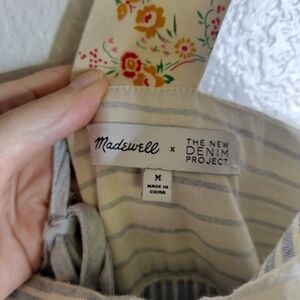 Madewell x THE NEW
DENIM
PROJECT
M
MADE IN
CHINA